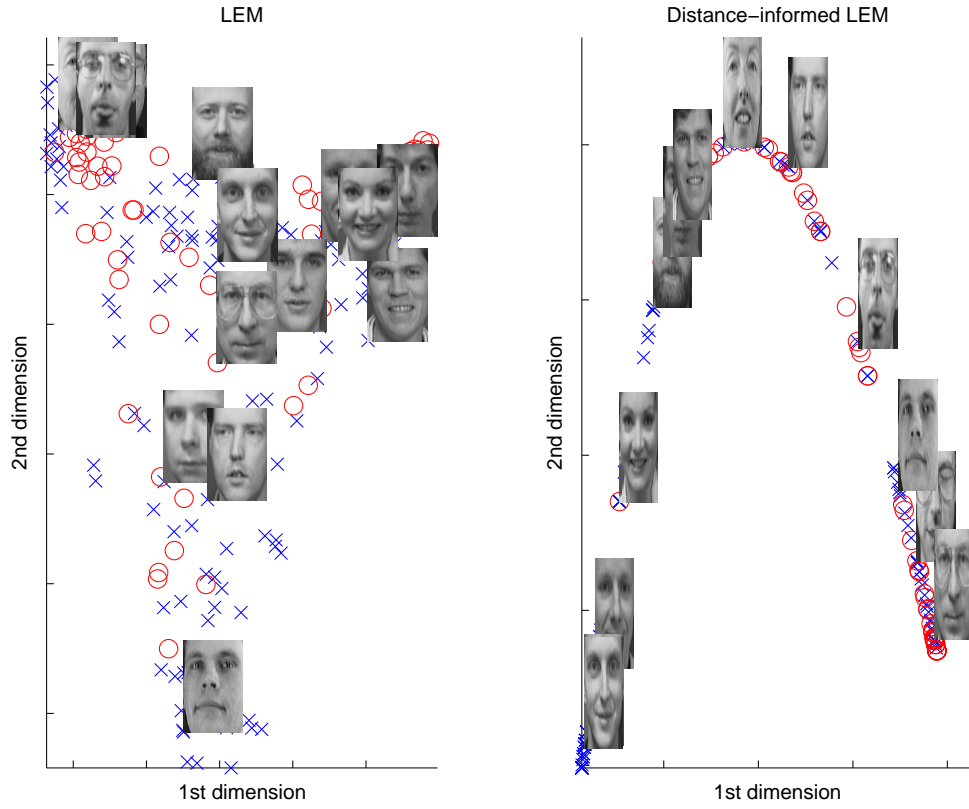 LEM
2nd dimension
1st dimension
Distance−informed LEM
2nd dimension
1st dimension